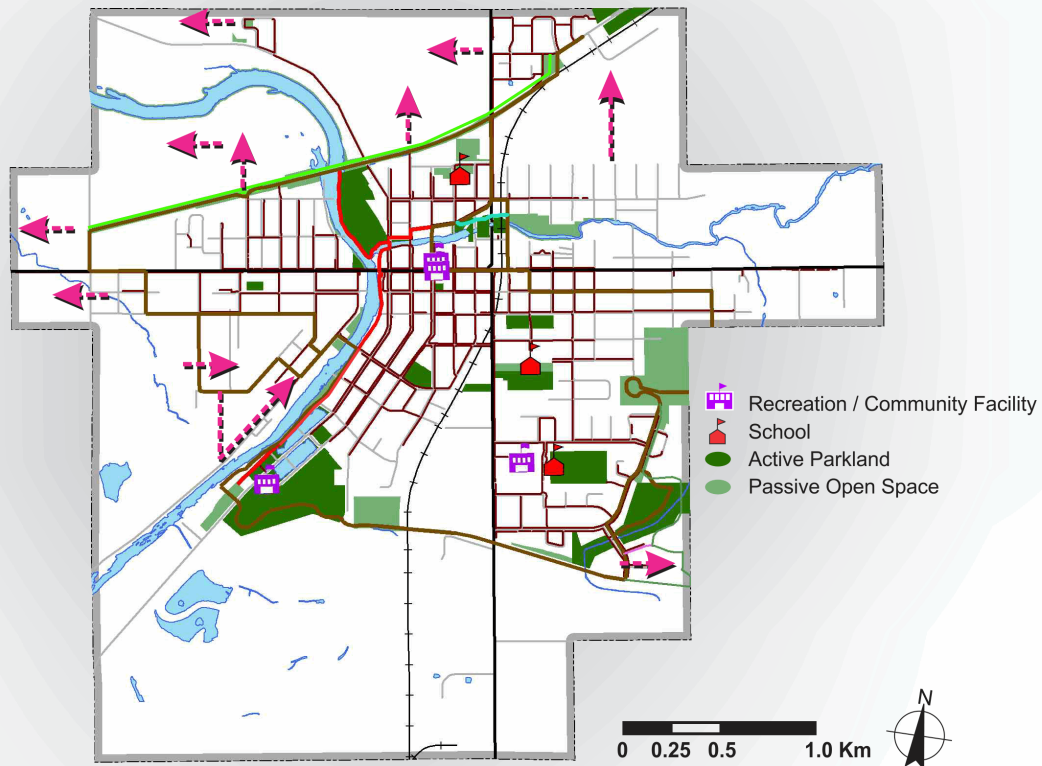 Recreation / Community Facility
School
Active Parkland
Passive Open Space
N
0 0.25 0.5 1.0 Km